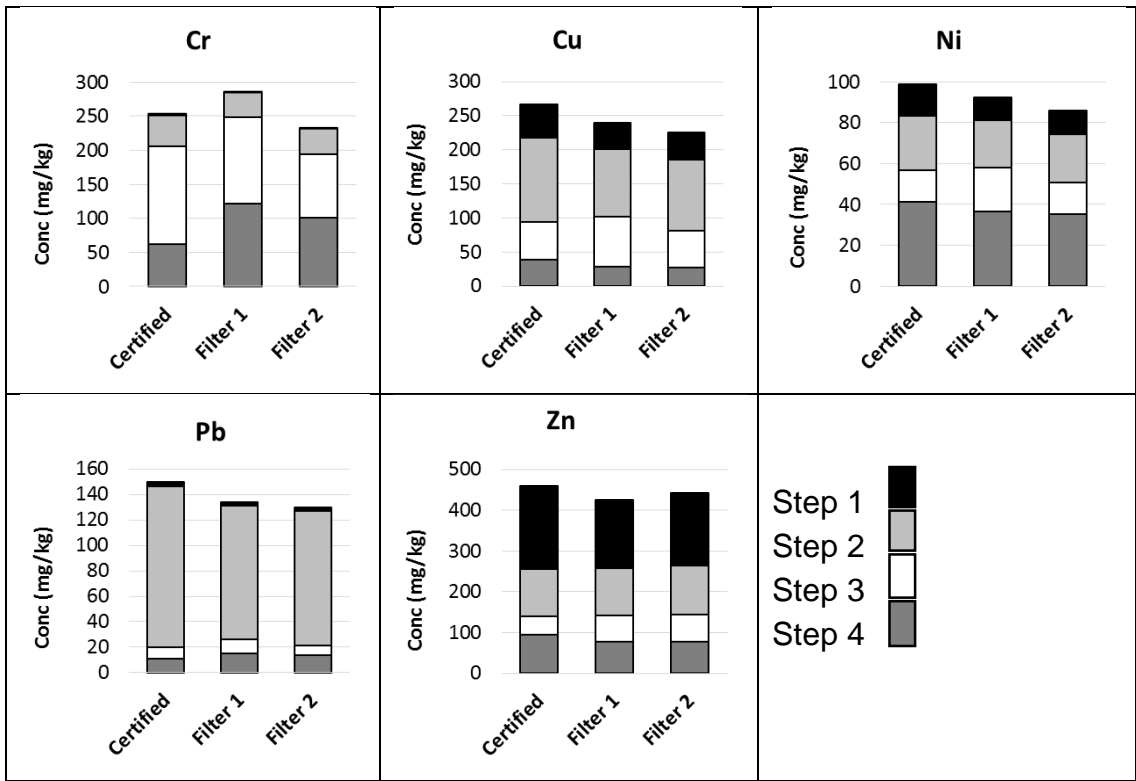 Cr
Conc (mg/kg)
300
250
200
150
100
50
0
Certified
Filter 1
Filter 2
Cu
Conc (mg/kg)
300
250
200
150
100
50
0
Certified
Filter 1
Filter 2
Ni
Conc (mg/kg)
100
80
60
40
20
0
Certified
Filter 1
Filter 2
Pb
Conc (mg/kg)
160
140
120
100
80
60
40
20
0
Certified
Filter 1
Filter 2
Zn
Conc (mg/kg)
500
400
300
200
100
0
Certified
Filter 1
Filter 2
Step 1
Step 2
Step 3
Step 4